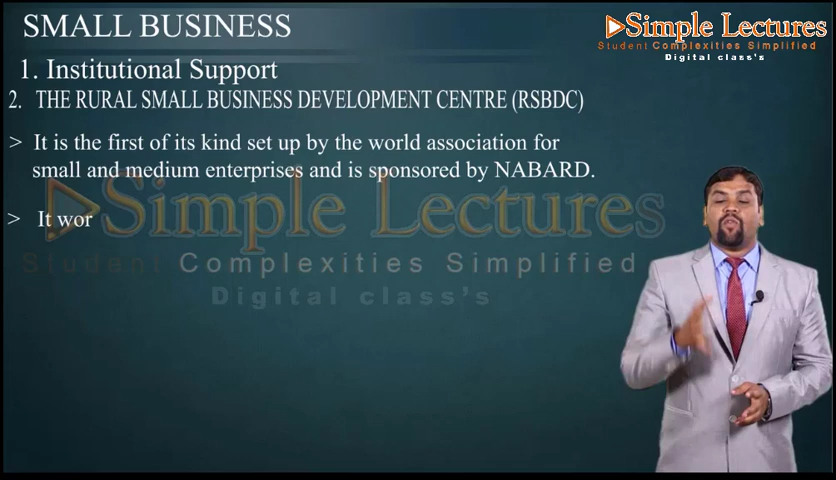 SMALL BUSINESS
Simple Lectures
Student Complexities Simplified
Digital class's
1. Institutional Support
2. THE RURAL SMALL BUSINESS DEVELOPMENT CENTRE (RSBDC)
> It is the first of its kind set up by the world association for
small and medium enterprises and is sponsored by NABARD.
> It wor
Simple Lectures
Student Complexities Simplified
Digital class's